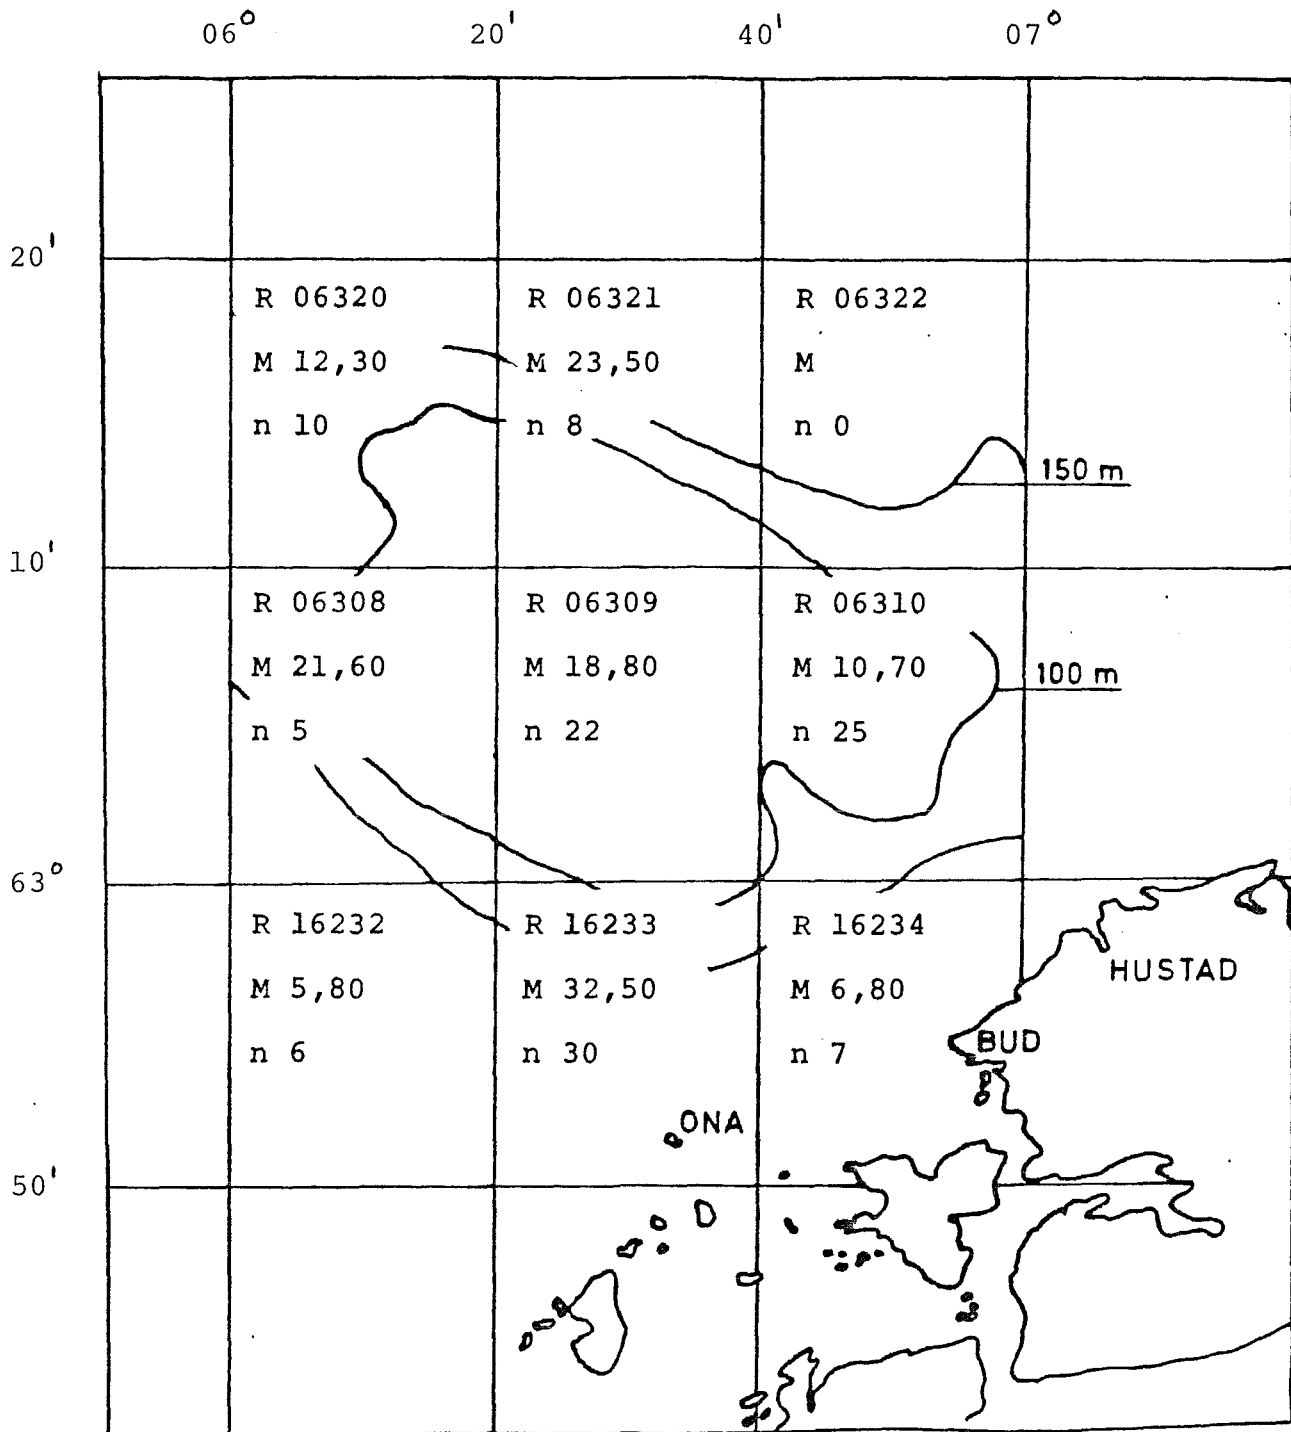 06° 20' 40' 07°
20'
R 06320 R 06321 R 06322
M 12,30 M 23,50 M
n 10 n 8 n 0
150 m
10'
R 06308 R 06309 R 06310
M 21,60 M 18,80 M 10,70
100 m
n 5 n 22 n 25
63°
R 16232 R 16233 R 16234
HUSTAD
M 5,80 M 32,50 M 6,80
BUD
n 6 n 30 n 7
ONA
50'